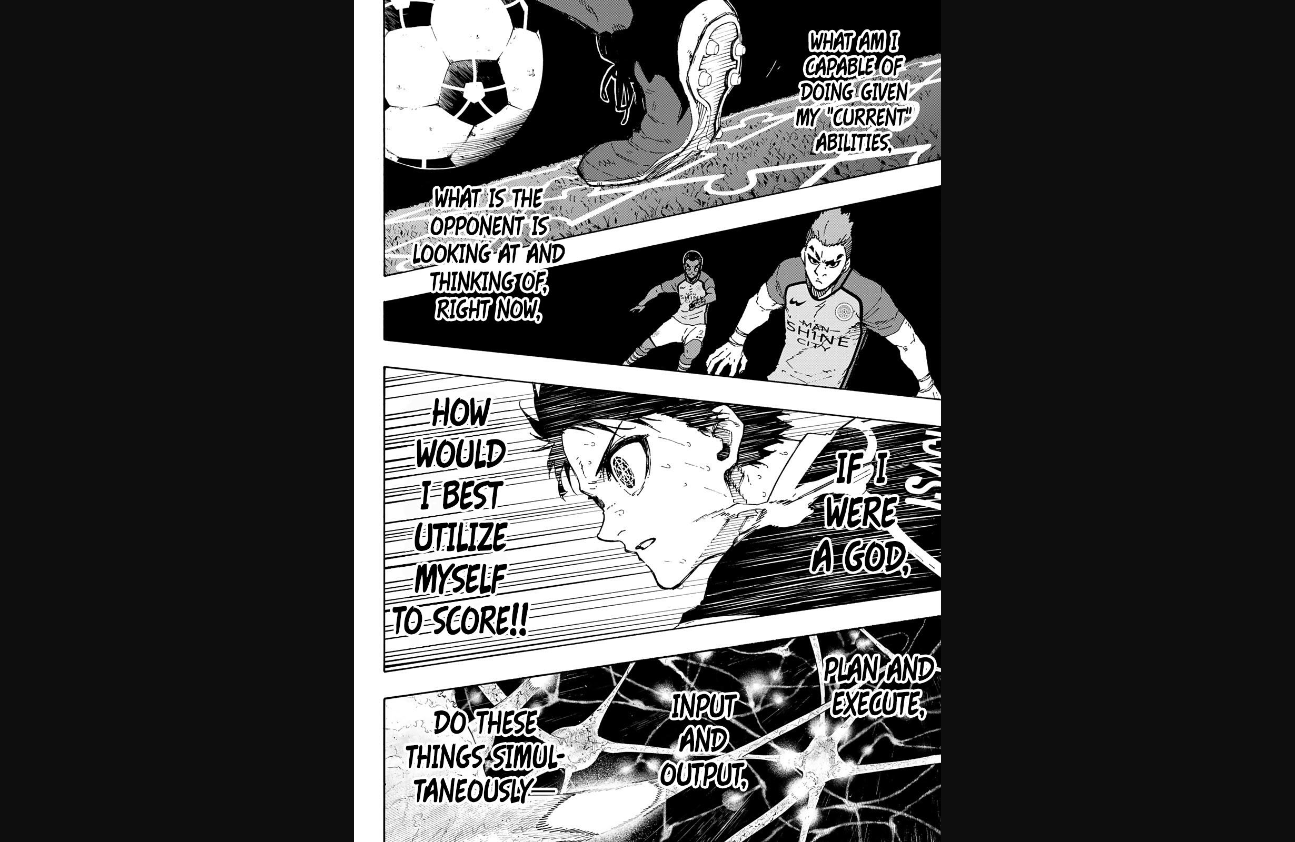 WHAT AM I
CAPABLE OF
DOING GIVEN
MY "CURRENT"
ABILITIES,
WHAT IS THE
OPPONENT IS
LOOKING AT AND
THINKING OF,
RIGHT NOW,
MAN
SHINE
CITY
IF I
WERE
A GOD,
HOW
WOULD
I BEST
UTILIZE
MYSELF
TO SCORE!!
PLAN AND
EXECUTE,
INPUT
AND
OUTPUT,
DO THESE
THINGS SIMUL-
TANEOUSLY—